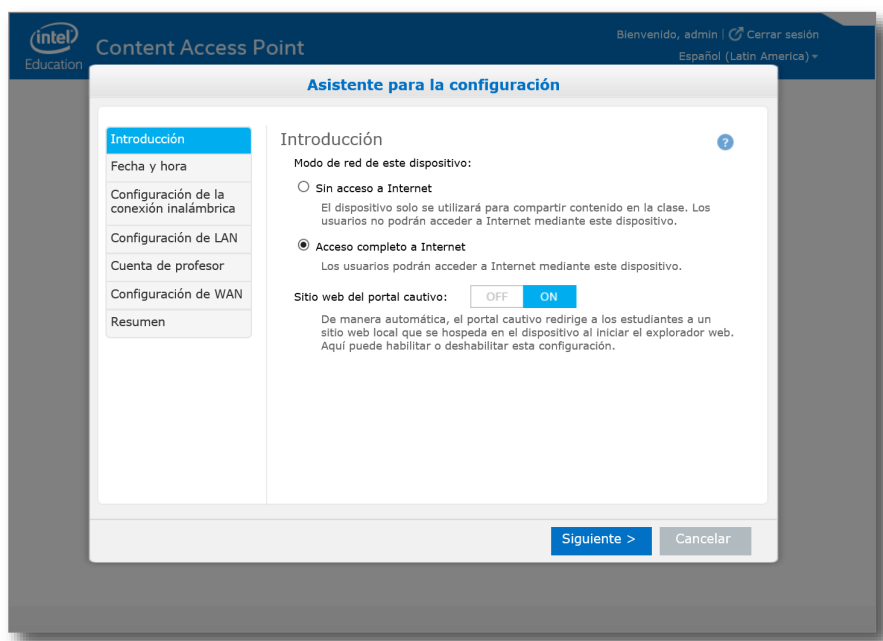 intel
Education
Content Access Point
Bienvenido, admin | Cerrar sesión
Español (Latin America)
Asistente para la configuración
Introducción
Fecha y hora
Configuración de la
conexión inalámbrica
Configuración de LAN
Cuenta de profesor
Configuración de WAN
Resumen
Introducción
?
Modo de red de este dispositivo:
Sin acceso a Internet
El dispositivo solo se utilizará para compartir contenido en la clase. Los
usuarios no podrán acceder a Internet mediante este dispositivo.
Acceso completo a Internet
Los usuarios podrán acceder a Internet mediante este dispositivo.
Sitio web del portal cautivo: OFF ON
De manera automática, el portal cautivo redirige a los estudiantes a un
sitio web local que se hospeda en el dispositivo al iniciar el explorador web.
Aquí puede habilitar o deshabilitar esta configuración.
Siguiente > Cancelar